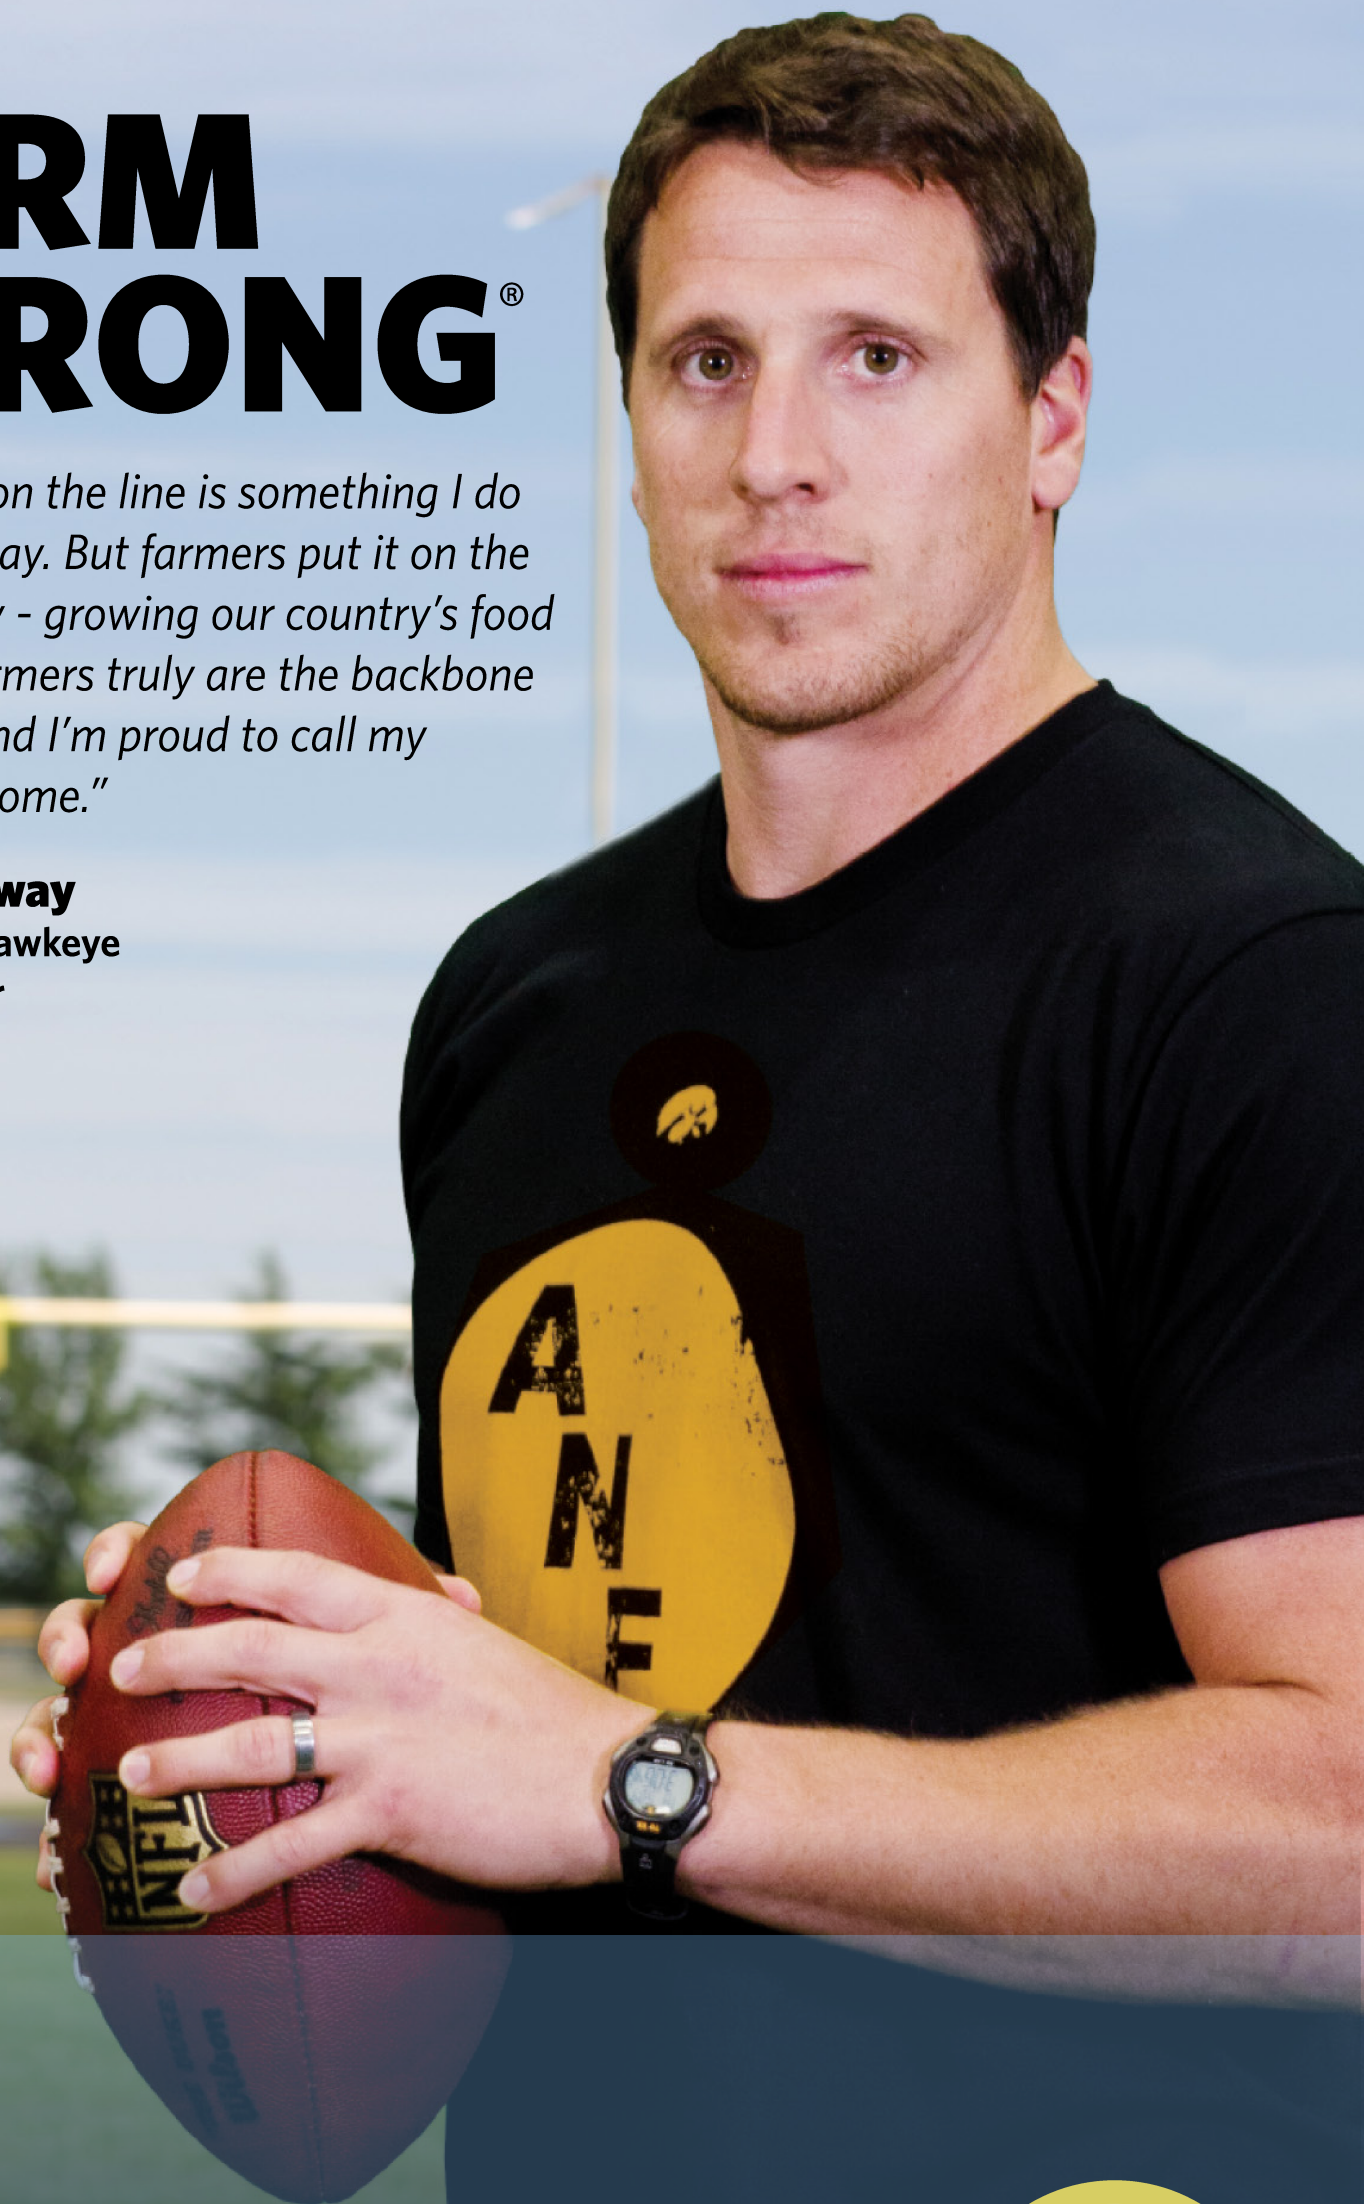 RM
RONG®
on the line is something I do
ay. But farmers put it on the
y - growing our country's food
rmers truly are the backbone
nd I'm proud to call my
ome.”
way
awkeye
r
A
N
F
NFL
Wilson